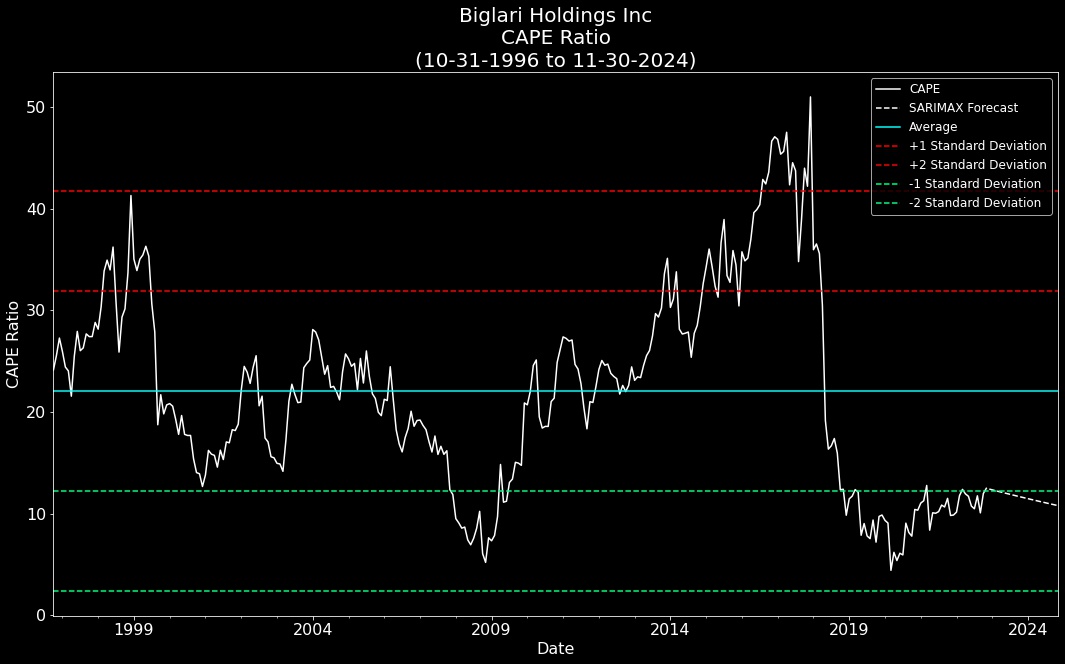 Biglari Holdings Inc
CAPE Ratio
(10-31-1996 to 11-30-2024)
CAPE
SARIMAX Forecast
Average
+1 Standard Deviation
+2 Standard Deviation
-1 Standard Deviation
-2 Standard Deviation
CAPE Ratio
50
40
30
20
10
0
1999 2004 2009 2014 2019 2024
Date